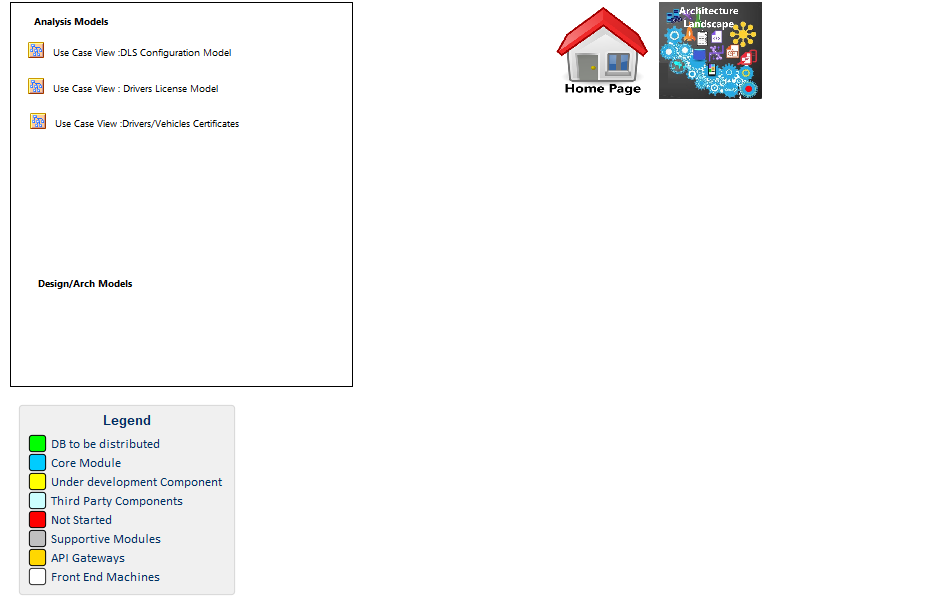 Analysis Models
Use Case View :DLS Configuration Model
Use Case View : Drivers License Model
Use Case View :Drivers/Vehicles Certificates
Design/Arch Models
Home Page
Architecture
Landscape
Legend
DB to be distributed
Core Module
Under development Component
Third Party Components
Not Started
Supportive Modules
API Gateways
Front End Machines